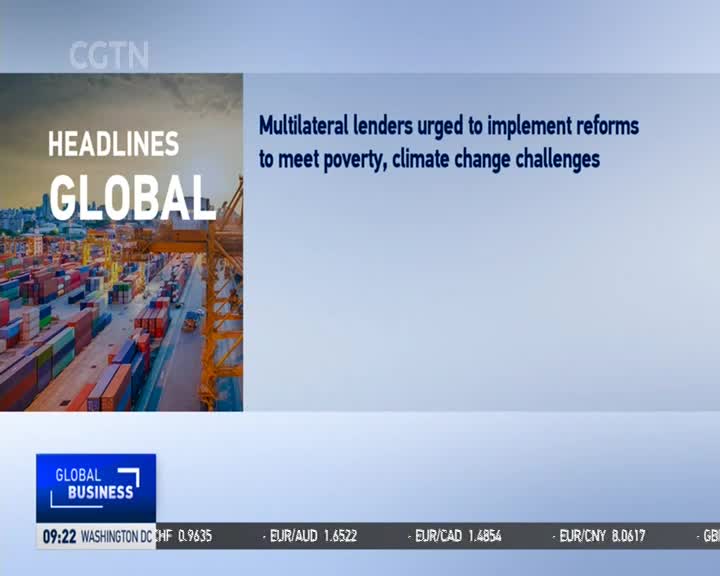 CGTN
HEADLINES
GLOBAL
Multilateral lenders urged to implement reforms
to meet poverty, climate change challenges
GLOBAL
BUSINESS
09:22 WASHINGTON DC
0.9635 · EUR/AUD 1.6522 · EUR/CAD 1.4854 · EUR/CNY 8.0617 ·